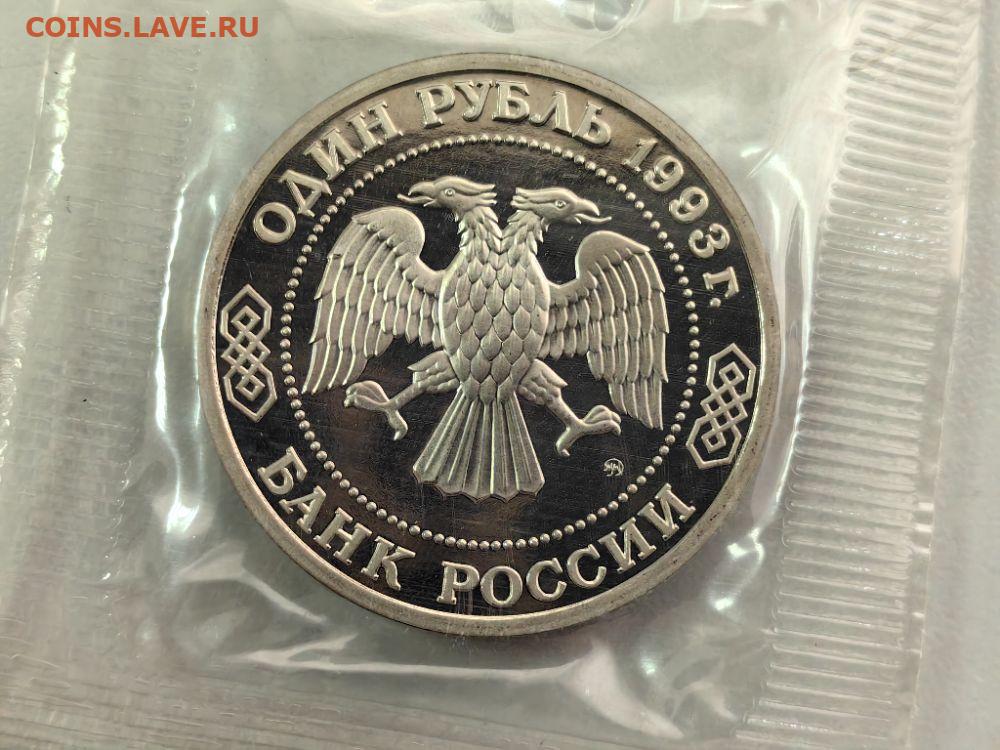 COINS.LAVE.RU
ОДИН РУБЛЬ 1993 г.
БАНК РОССИИ